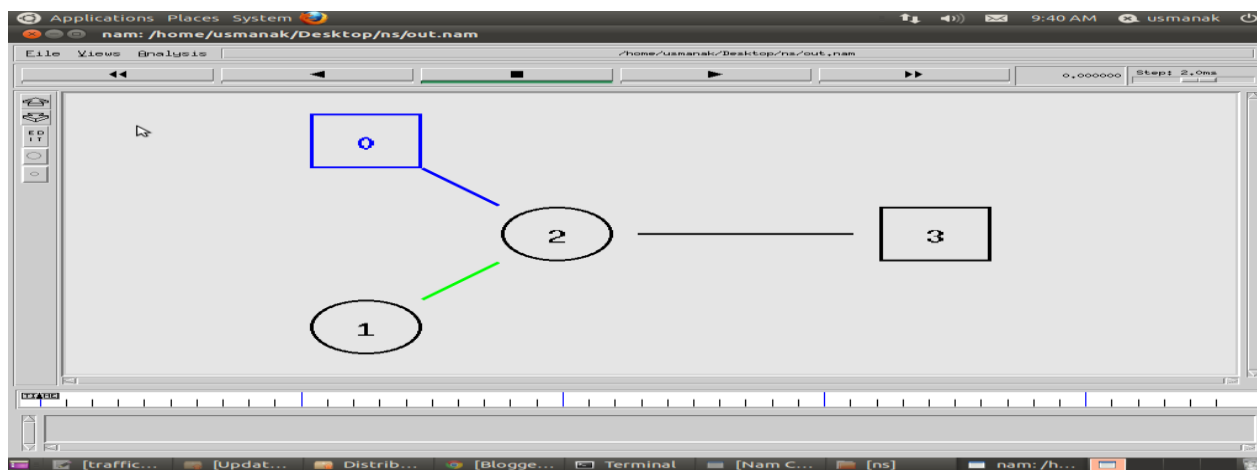 Applications Places System 9:40 AM usmanak
nam: /home/usmanak/Desktop/ns/out.nam
File Views Analysis /home/usmanak/Desktop/ns/out.nam
0.000000 Step: 2.0ms
ED
IT
0
2
3
1
[traffic... [Updat... Distrib... [Blogge... Terminal [Nam C... [ns] nam: /h...